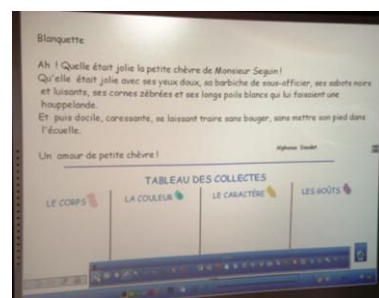 Blanquette
Ah ! Quelle était jolie la petite chèvre de Monsieur Seguin !
Qu'elle était jolie avec ses yeux doux, sa barbiche de sous-officier, ses sabots noirs
et luisants, ses cornes zébrées et ses longs poils blancs qui lui faisaient une
houppelande.
Et puis docile, caressante, se laissant traire sans bouger, sans mettre son pied dans
l'écuelle.
Un amour de petite chèvre !
Alphonse Daudet
TABLEAU DES COLLECTES
LE CORPS LA COULEUR LE CARACTÈRE LES GOÛTS